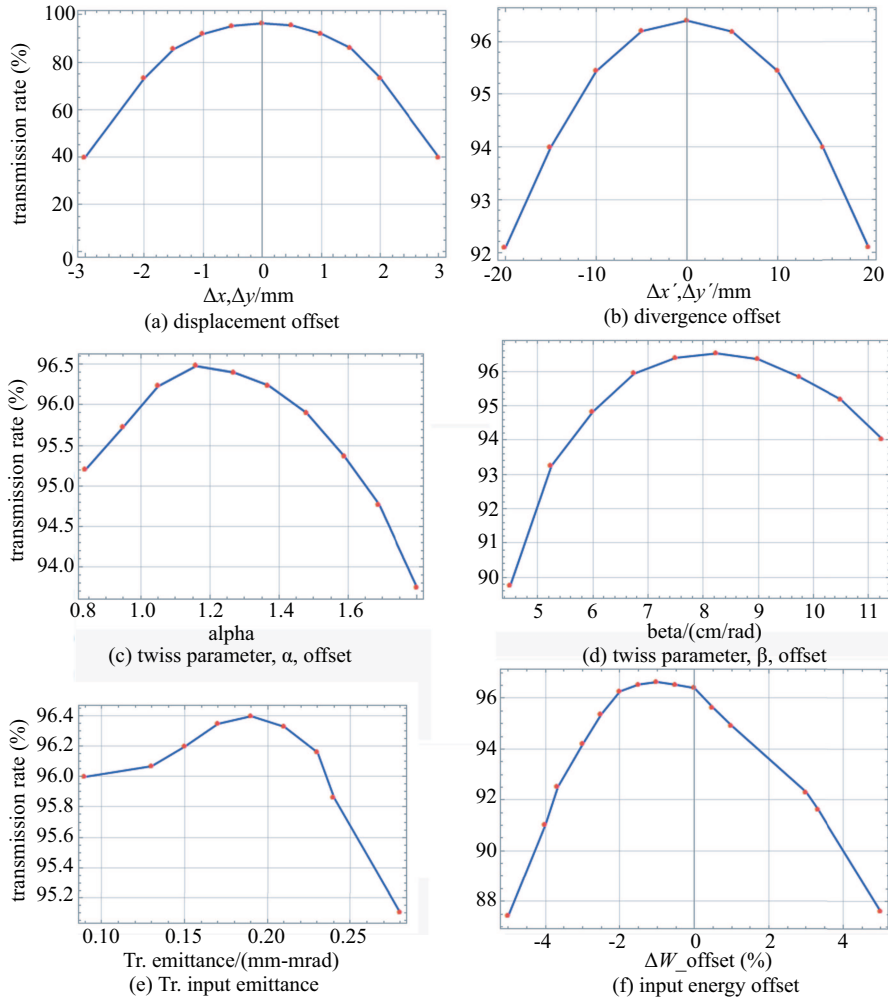 transmission rate (%)
100
80
60
40
20
0
-3 -2 -1 0 1 2 3
Δx,Δy/mm
(a) displacement offset
96
95
94
93
92
-20 -10 0 10 20
Δx´,Δy´/mm
(b) divergence offset
transmission rate (%)
96.5
96.0
95.5
95.0
94.5
94.0
0.8 1.0 1.2 1.4 1.6
alpha
(c) twiss parameter, α, offset
96
95
94
93
92
91
90
5 6 7 8 9 10 11
beta/(cm/rad)
(d) twiss parameter, β, offset
transmission rate (%)
96.4
96.2
96.0
95.8
95.6
95.4
95.2
0.10 0.15 0.20 0.25
Tr. emittance/(mm-mrad)
(e) Tr. input emittance
96
94
92
90
88
-4 -2 0 2 4
ΔW_offset (%)
(f) input energy offset